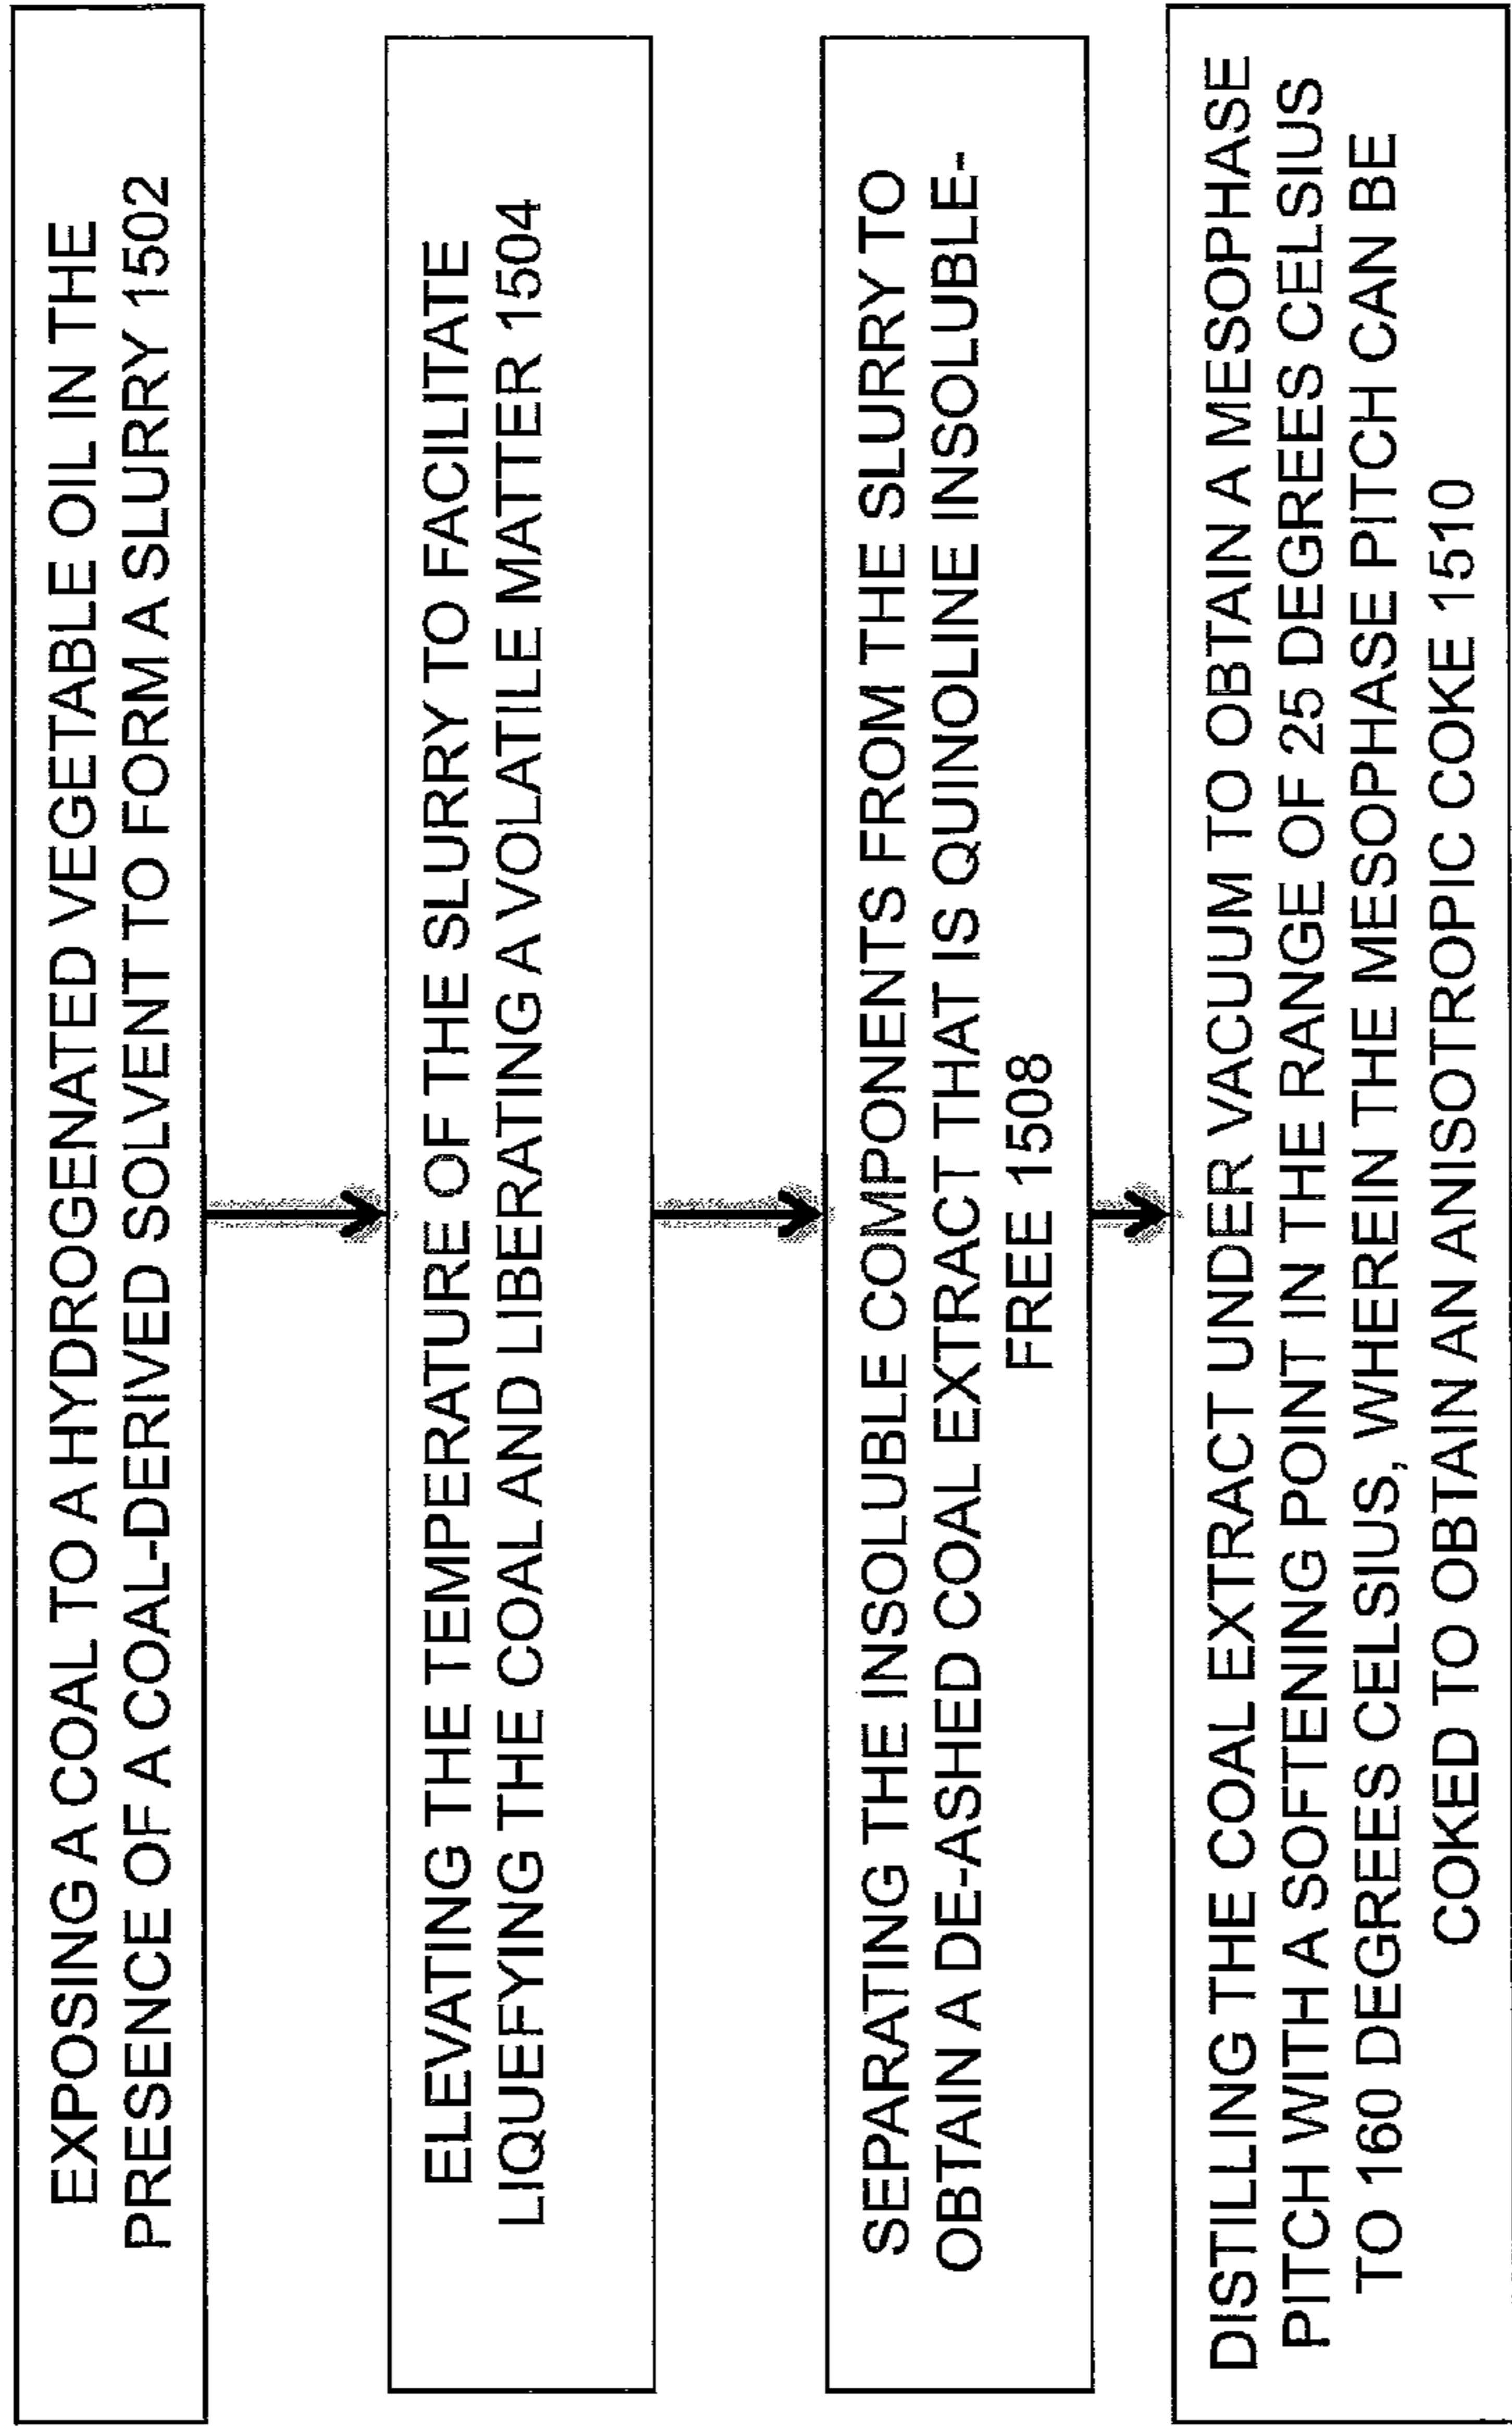 EXPOSING A COAL TO A HYDROGENATED VEGETABLE OIL IN THE
PRESENCE OF A COAL-DERIVED SOLVENT TO FORM A SLURRY 1502
ELEVATING THE TEMPERATURE OF THE SLURRY TO FACILITATE
LIQUEFYING THE COAL AND LIBERATING A VOLATILE MATTER 1504
SEPARATING THE INSOLUBLE COMPONENTS FROM THE SLURRY TO
OBTAIN A DE-ASHED COAL EXTRACT THAT IS QUINOLINE INSOLUBLE-
FREE 1508
DISTILLING THE COAL EXTRACT UNDER VACUUM TO OBTAIN A MESOPHASE
PITCH WITH A SOFTENING POINT IN THE RANGE OF 25 DEGREES CELSIUS
TO 160 DEGREES CELSIUS, WHEREIN THE MESOPHASE PITCH CAN BE
COKED TO OBTAIN AN ANISOTROPIC COKE 1510